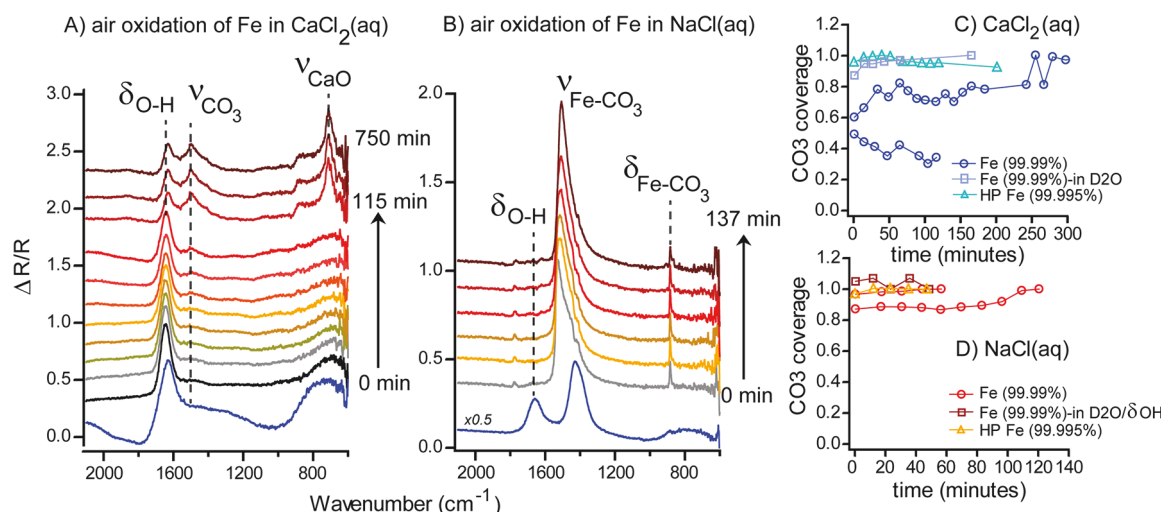 A) air oxidation of Fe in CaCl2(aq)
δO-H
νCO3
νCaO
750 min
115 min
0 min
2.5
2.0
1.5
1.0
0.5
0.0
ΔR/R
2000
1600
1200
800
B) air oxidation of Fe in NaCl(aq)
νFe-CO3
δFe-CO3
δO-H
137 min
0 min
x0.5
2.0
1.5
1.0
0.5
0.0
2000
1600
1200
800
Wavenumber (cm-1)
C) CaCl2(aq)
CO3 coverage
1.2
1.0
0.8
0.6
0.4
0.2
0.0
Fe (99.99%)
Fe (99.99%)-in D2O
HP Fe (99.995%)
0
50
100
150
200
250
300
time (minutes)
D) NaCl(aq)
CO3 coverage
1.2
1.0
0.8
0.6
0.4
0.2
0.0
Fe (99.99%)
Fe (99.99%)-in D2O/δOH
HP Fe (99.995%)
0
20
40
60
80
100
120
140
time (minutes)